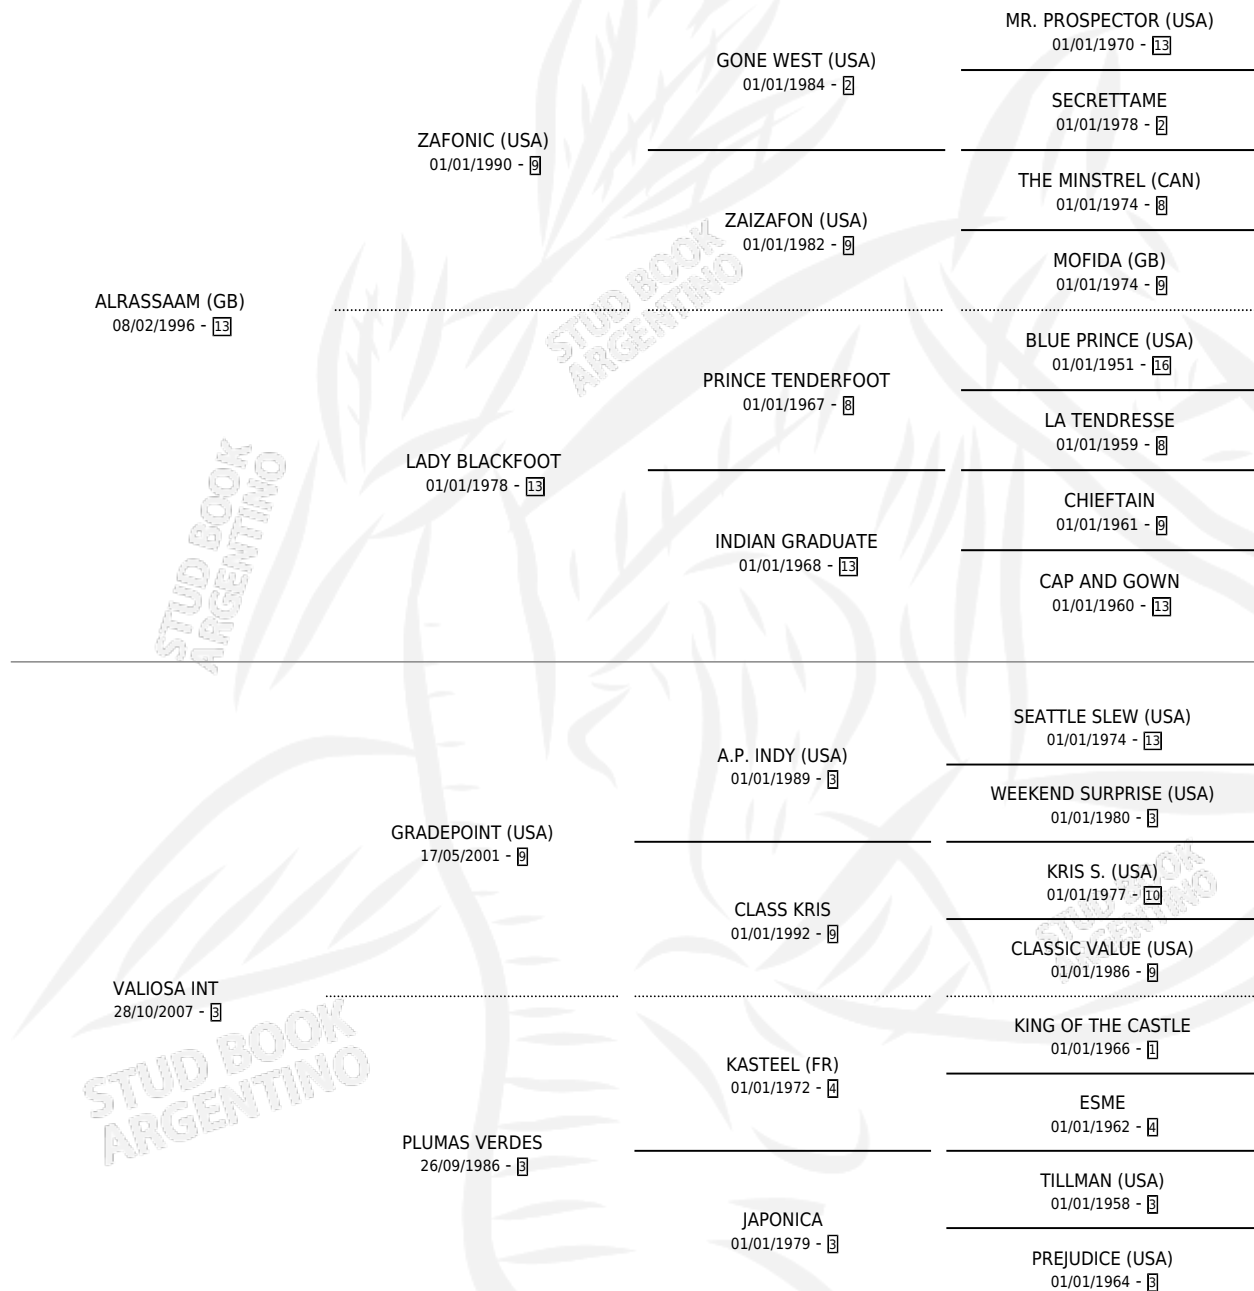 MR. PROSPECTOR (USA)
01/01/1970 - 13
GONE WEST (USA)
01/01/1984 - 2
SECRETTAME
01/01/1978 - 2
ZAFONIC (USA)
01/01/1990 - 9
THE MINSTREL (CAN)
01/01/1974 - 8
ZAIZAFON (USA)
01/01/1982 - 9
MOFIDA (GB)
01/01/1974 - 9
ALRASSAAM (GB)
08/02/1996 - 13
STUD BOOK
ARGENTINO
BLUE PRINCE (USA)
01/01/1951 - 16
PRINCE TENDERFOOT
01/01/1967 - 8
LA TENDRESSE
01/01/1959 - 8
LADY BLACKFOOT
01/01/1978 - 13
CHIEFTAIN
01/01/1961 - 9
INDIAN GRADUATE
01/01/1968 - 13
CAP AND GOWN
01/01/1960 - 13
STUD BOOK
ARGENTINO
SEATTLE SLEW (USA)
01/01/1974 - 13
A.P. INDY (USA)
01/01/1989 - 3
WEEKEND SURPRISE (USA)
01/01/1980 - 3
GRADEPOINT (USA)
17/05/2001 - 9
KRIS S. (USA)
01/01/1977 - 10
CLASS KRIS
01/01/1992 - 9
CLASSIC VALUE (USA)
01/01/1986 - 9
STUD BOOK
ARGENTINO
VALIOSA INT
28/10/2007 - 3
KING OF THE CASTLE
01/01/1966 - 1
KASTEEL (FR)
01/01/1972 - 4
ESME
01/01/1962 - 4
STUD BOOK
ARGENTINO
PLUMAS VERDES
26/09/1986 - 3
TILLMAN (USA)
01/01/1958 - 3
JAPONICA
01/01/1979 - 3
PREJUDICE (USA)
01/01/1964 - 3